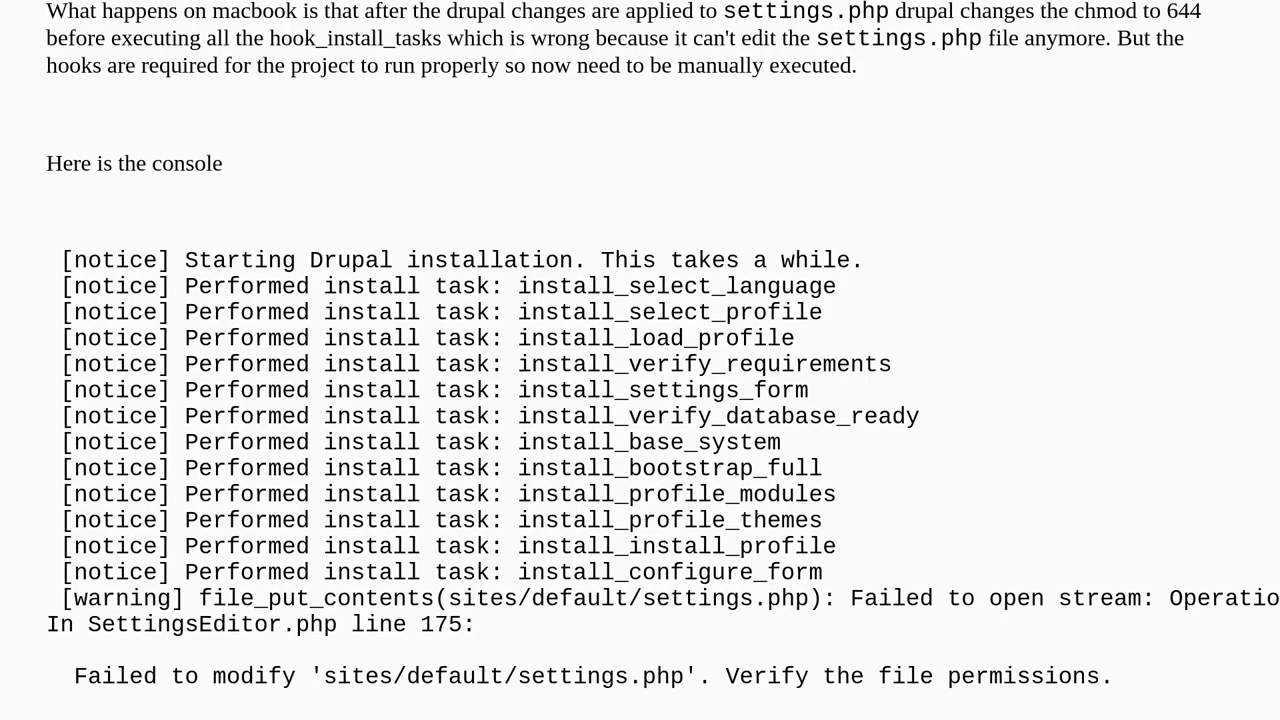 What happens on macbook is that after the drupal changes are applied to settings.php drupal changes the chmod to 644
before executing all the hook_install_tasks which is wrong because it can't edit the settings.php file anymore. But the
hooks are required for the project to run properly so now need to be manually executed.
Here is the console
[notice] Starting Drupal installation. This takes a while.
[notice] Performed install task: install_select_language
[notice] Performed install task: install_select_profile
[notice] Performed install task: install_load_profile
[notice] Performed install task: install_verify_requirements
[notice] Performed install task: install_settings_form
[notice] Performed install task: install_verify_database_ready
[notice] Performed install task: install_base_system
[notice] Performed install task: install_bootstrap_full
[notice] Performed install task: install_profile_modules
[notice] Performed install task: install_profile_themes
[notice] Performed install task: install_install_profile
[notice] Performed install task: install_configure_form
[warning] file_put_contents(sites/default/settings.php): Failed to open stream: Operatio
In SettingsEditor.php line 175:
Failed to modify 'sites/default/settings.php'. Verify the file permissions.